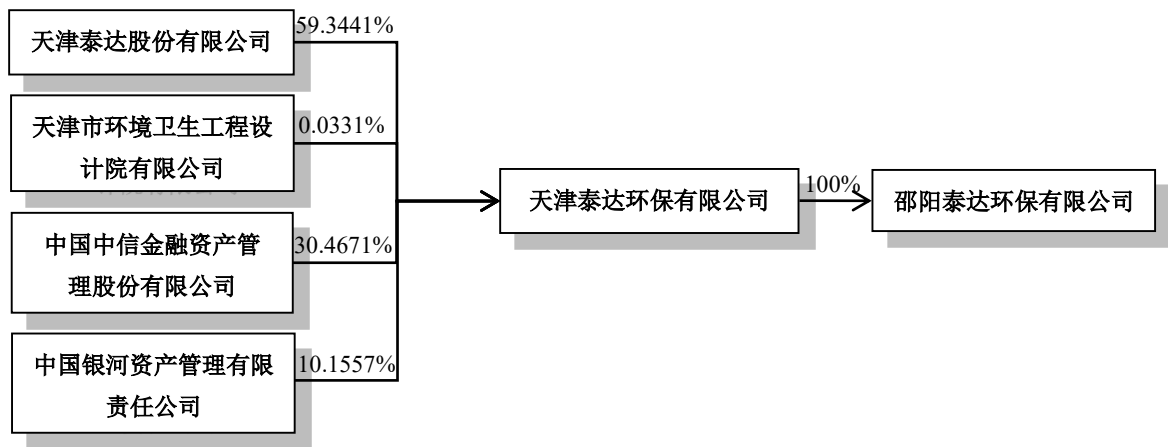 天津泰达股份有限公司
59.3441%
天津市环境卫生工程设
计院有限公司
0.0331%
中国中信金融资产管
理股份有限公司
30.4671%
中国银河资产管理有限
责任公司
10.1557%
天津泰达环保有限公司
100%
邵阳泰达环保有限公司